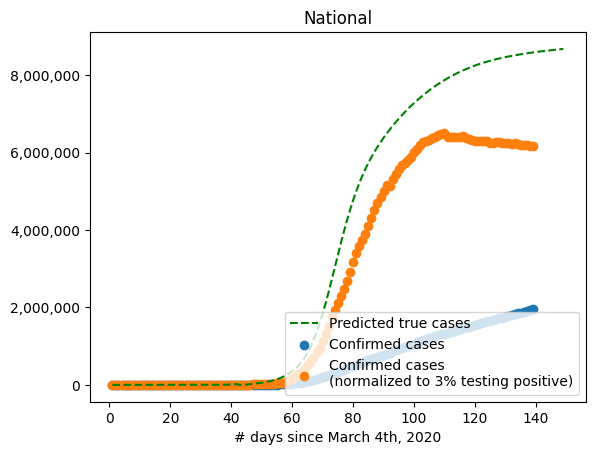 National
8,000,000
6,000,000
4,000,000
2,000,000
0
Predicted true cases
Confirmed cases
Confirmed cases
(normalized to 3% testing positive)
0 20 40 60 80 100 120 140
# days since March 4th, 2020